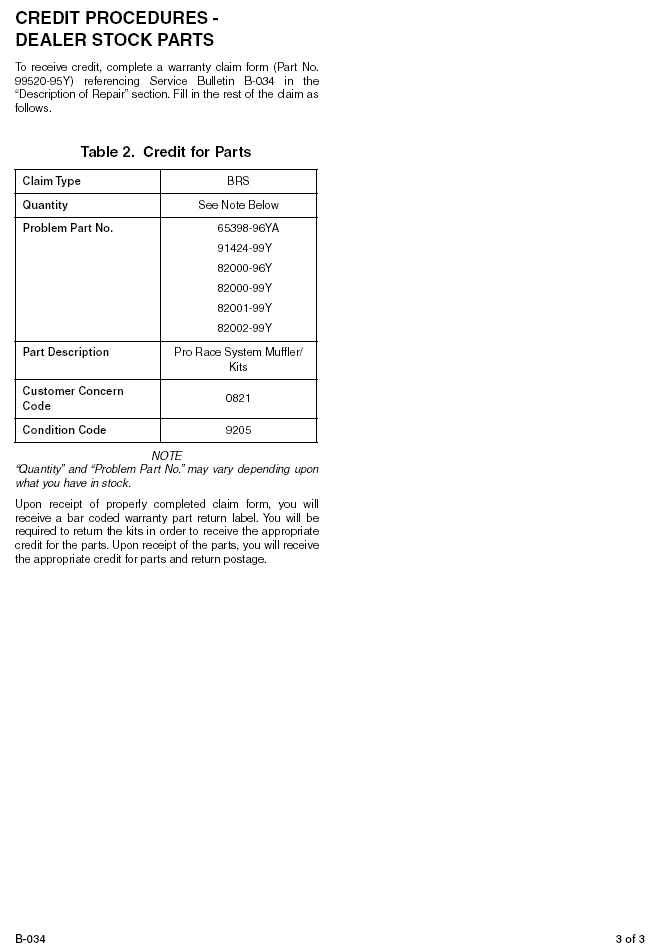 CREDIT PROCEDURES -
DEALER STOCK PARTS
To receive credit, complete a warranty claim form (Part No.
99520-95Y) referencing Service Bulletin B-034 in the
“Description of Repair” section. Fill in the rest of the claim as
follows.
Table 2. Credit for Parts
Claim Type BRS
Quantity See Note Below
Problem Part No. 65398-96YA
91424-99Y
82000-96Y
82000-99Y
82001-99Y
82002-99Y
Part Description Pro Race System Muffler/
Kits
Customer Concern
Code 0821
Condition Code 9205
NOTE
“Quantity” and “Problem Part No.” may vary depending upon
what you have in stock.
Upon receipt of properly completed claim form, you will
receive a bar coded warranty part return label. You will be
required to return the kits in order to receive the appropriate
credit for the parts. Upon receipt of the parts, you will receive
the appropriate credit for parts and return postage.
B-034 3 of 3